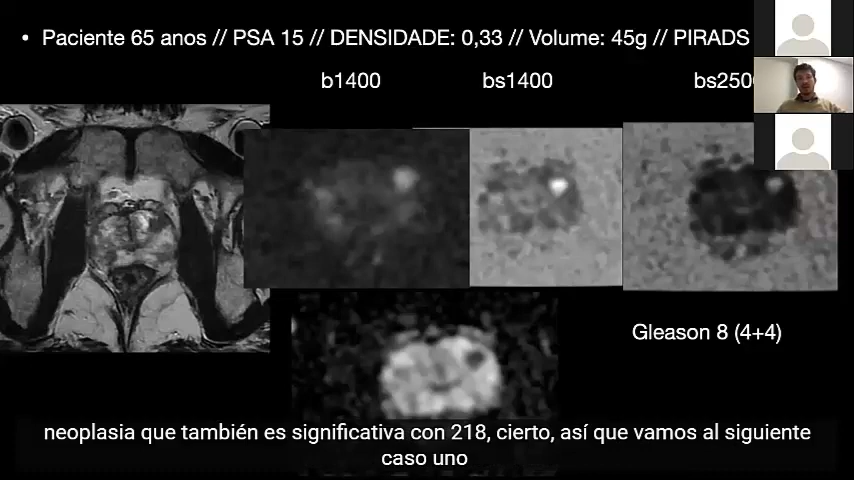 • Paciente 65 anos // PSA 15 // DENSIDADE: 0,33 // Volume: 45g // PIRADS
b1400 bs1400 bs250
Gleason 8 (4+4)
neoplasia que también es significativa con 218, cierto, así que vamos al siguiente
caso uno